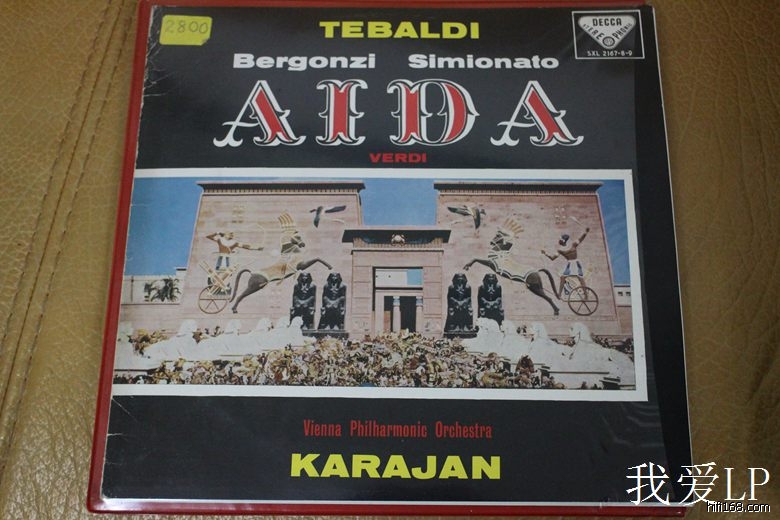 2800
TEBALDI
DECCA
STEREOPHONIC
SXL 2167-8-9
Bergonzi Simionato
AIDA
VERDI
Vienna Philharmonic Orchestra
KARAJAN
我爱LP
hifi168.com